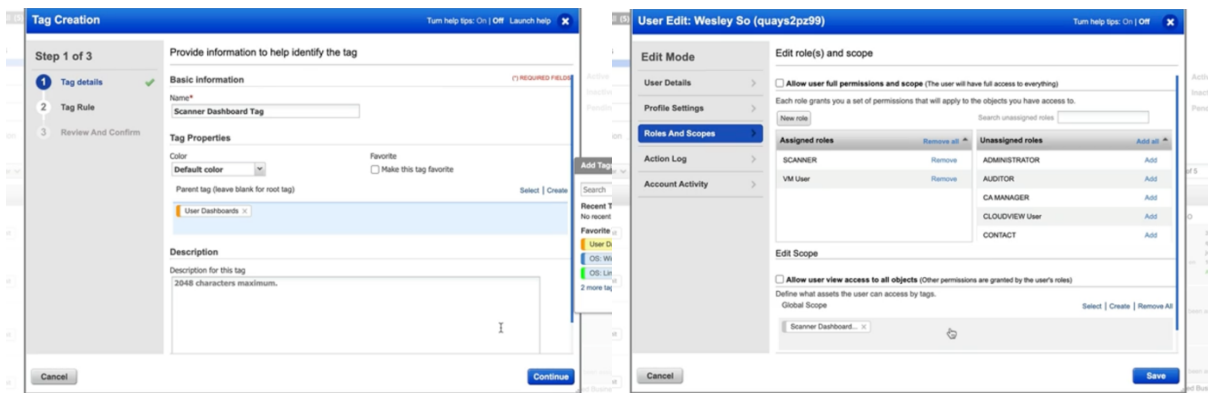 Tag Creation
Turn help tips: On | Off Launch help
Step 1 of 3
1 Tag details
2 Tag Rule
3 Review And Confirm
Provide information to help identify the tag
Basic information
(*) REQUIRED FIELDS
Name*
Scanner Dashboard Tag
Tag Properties
Color
Favorite
Default color
Make this tag favorite
Parent tag (leave blank for root tag)
Select | Create
User Dashboards
Description
Description for this tag
2048 characters maximum.
Cancel
Continue
Add Tag
Search
Recent T
No recent
Favorite
User D
OS: Wi
OS: Lin
2 more tag
User Edit: Wesley So (quays2pz99)
Turn help tips: On | Off
Edit Mode
User Details
Profile Settings
Roles And Scopes
Action Log
Account Activity
Edit role(s) and scope
Allow user full permissions and scope (The user will have full access to everything)
Each role grants you a set of permissions that will apply to the objects you have access to.
New role
Search unassigned roles
Assigned roles Remove all
SCANNER Remove
VM User Remove
Unassigned roles Add all
ADMINISTRATOR Add
AUDITOR Add
CA MANAGER Add
CLOUDVIEW User Add
CONTACT Add
Edit Scope
Allow user view access to all objects (Other permissions are granted by the user's roles)
Define what assets the user can access by tags.
Global Scope
Select | Create | Remove All
Scanner Dashboard...
Cancel
Save